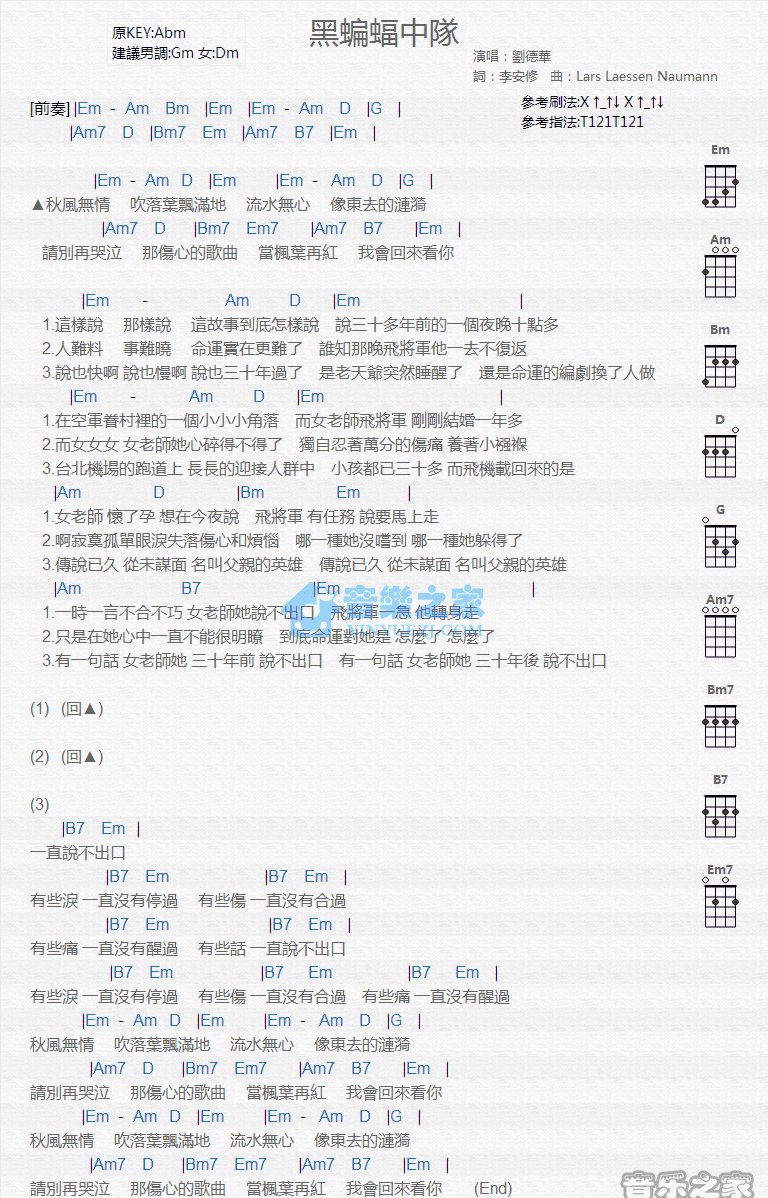 原KEY:Abm
建議男調:Gm 女:Dm
黑蝙蝠中隊
演唱：劉德華
詞：李安修 曲：Lars Laessen Naumann
參考刷法:X ↑_↑↓ X ↑_↑↓
參考指法:T121T121
[前奏] |Em - Am Bm |Em |Em - Am D |G |
|Am7 D |Bm7 Em |Am7 B7 |Em |
|Em - Am D |Em |Em - Am D |G |
▲秋風無情 吹落葉飄滿地 流水無心 像東去的漣漪
|Am7 D |Bm7 Em7 |Am7 B7 |Em |
請別再哭泣 那傷心的歌曲 當楓葉再紅 我會回來看你
|Em - Am D |Em |
1.這樣說 那樣說 這故事到底怎樣說 說三十多年前的一個夜晚十點多
2.人難料 事難曉 命運實在更難了 誰知那晚飛將軍他一去不復返
3.說也快啊 說也慢啊 說也三十年過了 是老天爺突然睡醒了 還是命運的編劇換了人做
|Em - Am D |Em |
1.在空軍眷村裡的一個小小小角落 而女老師飛將軍 剛剛結婚一年多
2.而女女女 女老師她心碎得不得了 獨自忍著萬分的傷痛 養著小襁褓
3.台北機場的跑道上 長長的迎接人群中 小孩都已三十多 而飛機載回來的是
|Am D |Bm Em |
1.女老師 懷了孕 想在今夜說 飛將軍 有任務 說要馬上走
2.啊寂寞孤單眼淚失落傷心和煩惱 哪一種她沒嚐到 哪一種她躲得了
3.傳說已久 從未謀面 名叫父親的英雄 傳說已久 從未謀面 名叫父親的英雄
|Am B7 |Em |
1.一時一言不合不巧 女老師她說不出口 飛將軍一急 他轉身走
2.只是在她心中一直不能很明瞭 到底命運對她是 怎麼了 怎麼了
3.有一句話 女老師她 三十年前 說不出口 有一句話 女老師她 三十年後 說不出口
音樂之家
YINYUEZJ.COM
(1) (回▲)
(2) (回▲)
(3)
|B7 Em |
一直說不出口
|B7 Em |B7 Em |
有些淚 一直沒有停過 有些傷 一直沒有合過
|B7 Em |B7 Em |
有些痛 一直沒有醒過 有些話 一直說不出口
|B7 Em |B7 Em |B7 Em |
有些淚 一直沒有停過 有些傷 一直沒有合過 有些痛 一直沒有醒過
|Em - Am D |Em |Em - Am D |G |
秋風無情 吹落葉飄滿地 流水無心 像東去的漣漪
|Am7 D |Bm7 Em7 |Am7 B7 |Em |
請別再哭泣 那傷心的歌曲 當楓葉再紅 我會回來看你
|Em - Am D |Em |Em - Am D |G |
秋風無情 吹落葉飄滿地 流水無心 像東去的漣漪
|Am7 D |Bm7 Em7 |Am7 B7 |Em |
請別再哭泣 那傷心的歌曲 當楓葉再紅 我會回來看你 (End)
Em
Am
Bm
D
G
Am7
Bm7
B7
Em7
音乐之家